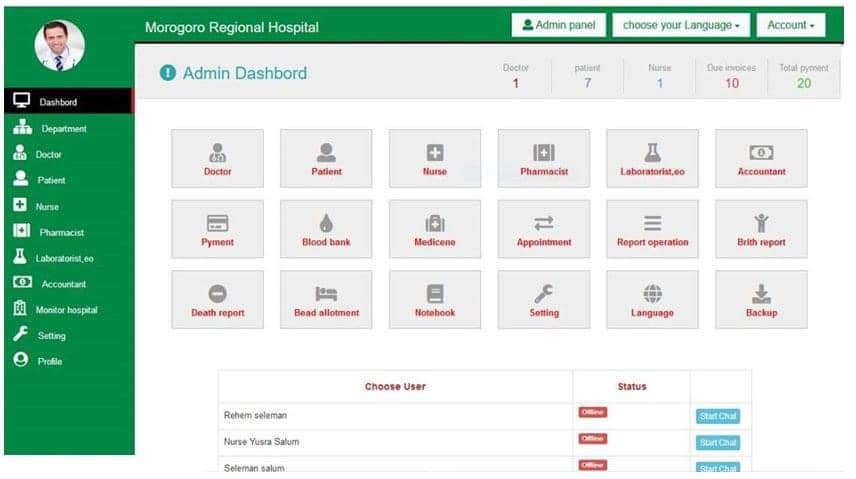 Morogoro Regional Hospital
Admin panel
choose your Language
Account
Admin Dashbord
Doctor
1
patient
7
Nurse
1
Due invoices
10
Total pyment
20
Dashbord
Department
Doctor
Patient
Nurse
Pharmacist
Laboratorist,eo
Accountant
Monitor hospital
Setting
Profile
Doctor
Patient
Nurse
Pharmacist
Laboratorist,eo
Accountant
Pyment
Blood bank
Medicene
Appointment
Report operation
Brith report
Death report
Bead allotment
Notebook
Setting
Language
Backup
Choose User Status
Rehem seleman Offline Start Chat
Nurse Yusra Salum Offline Start Chat
Seleman salum Offline Start Chat